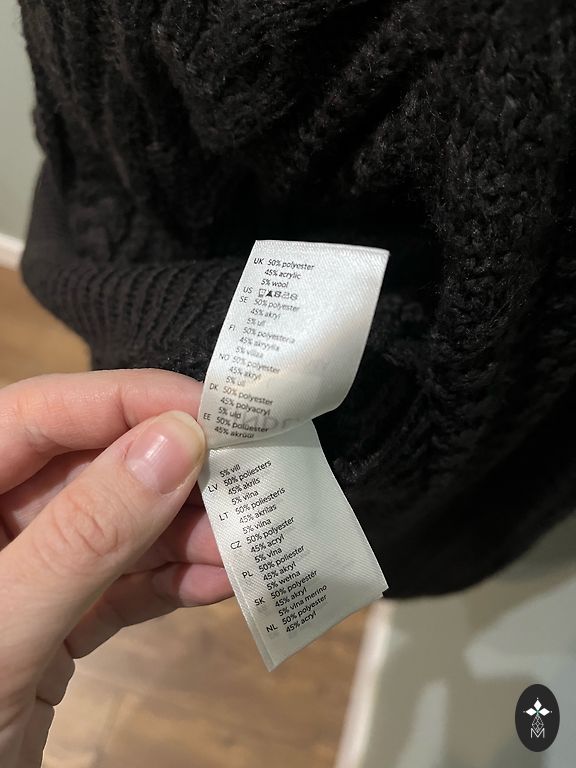 UK 50% polyester
45% acrylic
5% wool
US
SE 50% polyester
45% akryl
5% ull
FI 50% polyesteria
45% akryylia
5% villaa
NO 50% polyester
45% akryl
5% ull
DK 50% polyester
45% polyacryl
5% uld
EE 50% polüester
45% akrüül
5% vill
LV 50% poliesters
45% akrils
5% vilna
LT 50% poliesteris
45% akrilas
5% vilna
CZ 50% polyester
45% acryl
5% vlna
PL 50% poliester
45% akryl
5% wełna
SK 50% polyester
45% akryl
5% vlna merino
NL 50% polyester
45% acryl
M